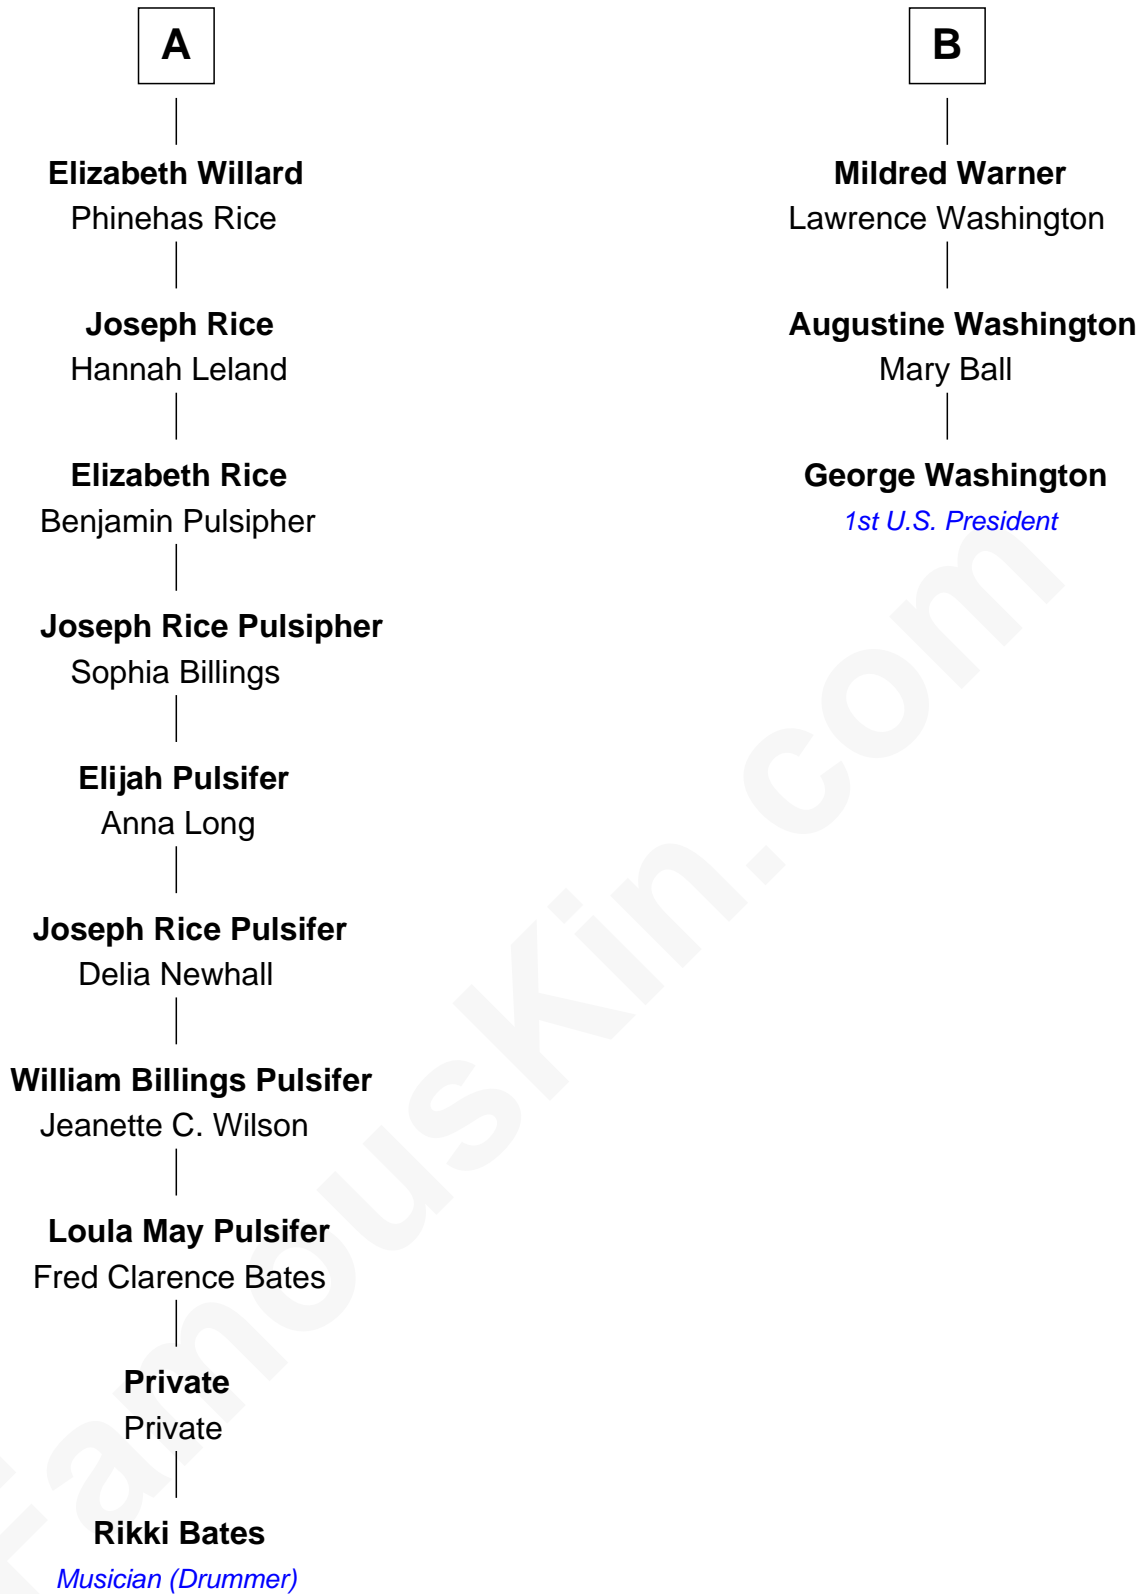 A
Elizabeth Willard
Phinehas Rice
Joseph Rice
Hannah Leland
Elizabeth Rice
Benjamin Pulsipher
Joseph Rice Pulsipher
Sophia Billings
Elijah Pulsifer
Anna Long
Joseph Rice Pulsifer
Delia Newhall
William Billings Pulsifer
Jeanette C. Wilson
Loula May Pulsifer
Fred Clarence Bates
Private
Private
Rikki Bates
Musician (Drummer)
B
Mildred Warner
Lawrence Washington
Augustine Washington
Mary Ball
George Washington
1st U.S. President
FamousKin.com